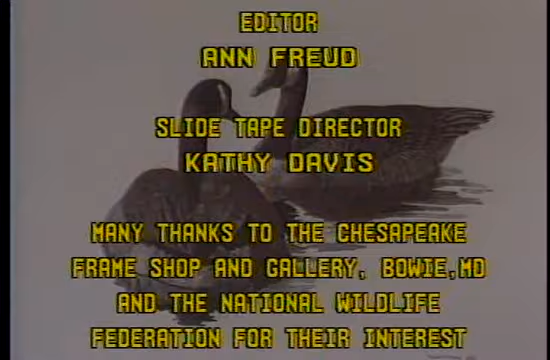 EDITOR
ANN FREUD
SLIDE TAPE DIRECTOR
KATHY DAVIS
MANY THANKS TO THE CHESAPEAKE
FRAME SHOP AND GALLERY, BOWIE,MD
AND THE NATIONAL WILDLIFE
FEDERATION FOR THEIR INTEREST